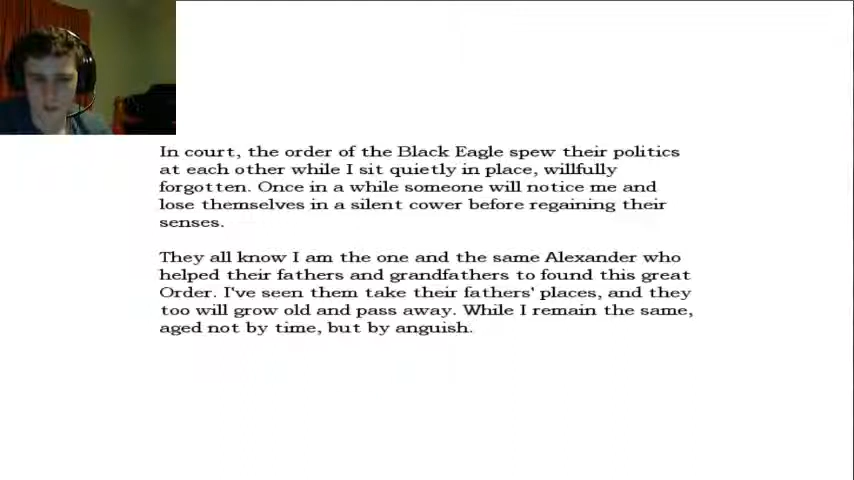 In court, the order of the Black Eagle spew their politics
at each other while I sit quietly in place, willfully
forgotten. Once in a while someone will notice me and
lose themselves in a silent cower before regaining their
senses.
They all know I am the one and the same Alexander who
helped their fathers and grandfathers to found this great
Order. I've seen them take their fathers' places, and they
too will grow old and pass away. While I remain the same,
aged not by time, but by anguish.